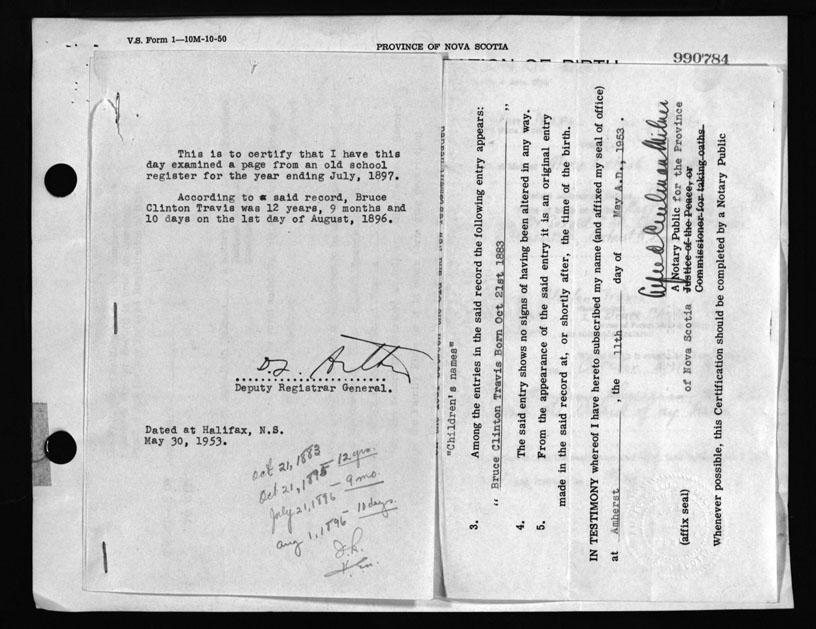 V.S. Form 1—10M-10-50
PROVINCE OF NOVA SCOTIA
990784
This is to certify that I have this
day examined a page from an old school
register for the year ending July, 1897.
According to a said record, Bruce
Clinton Travis was 12 years, 9 months and
10 days on the 1st day of August, 1896.
Deputy Registrar General.
Dated at Halifax, N.S.
May 30, 1953.
Oct 21, 1883
Oct 21, 1895 - 12 yrs.
July 21, 1896 - 9 mo.
Aug 1, 1896 - 10 days.
"Children's names"
3. Among the entries in the said record the following entry appears:
" Bruce Clinton Travis Born Oct 21st 1883 "
4. The said entry shows no signs of having been altered in any way.
5. From the appearance of the said entry it is an original entry
made in the said record at, or shortly after, the time of the birth.
IN TESTIMONY whereof I have hereto subscribed my name (and affixed my seal of office)
at Amherst, the 11th day of May A.D., 1953.
A Notary Public for the Province
Justice of the Peace, or
of Nova Scotia Commissioner for taking oaths.
(affix seal)
Whenever possible, this Certification should be completed by a Notary Public